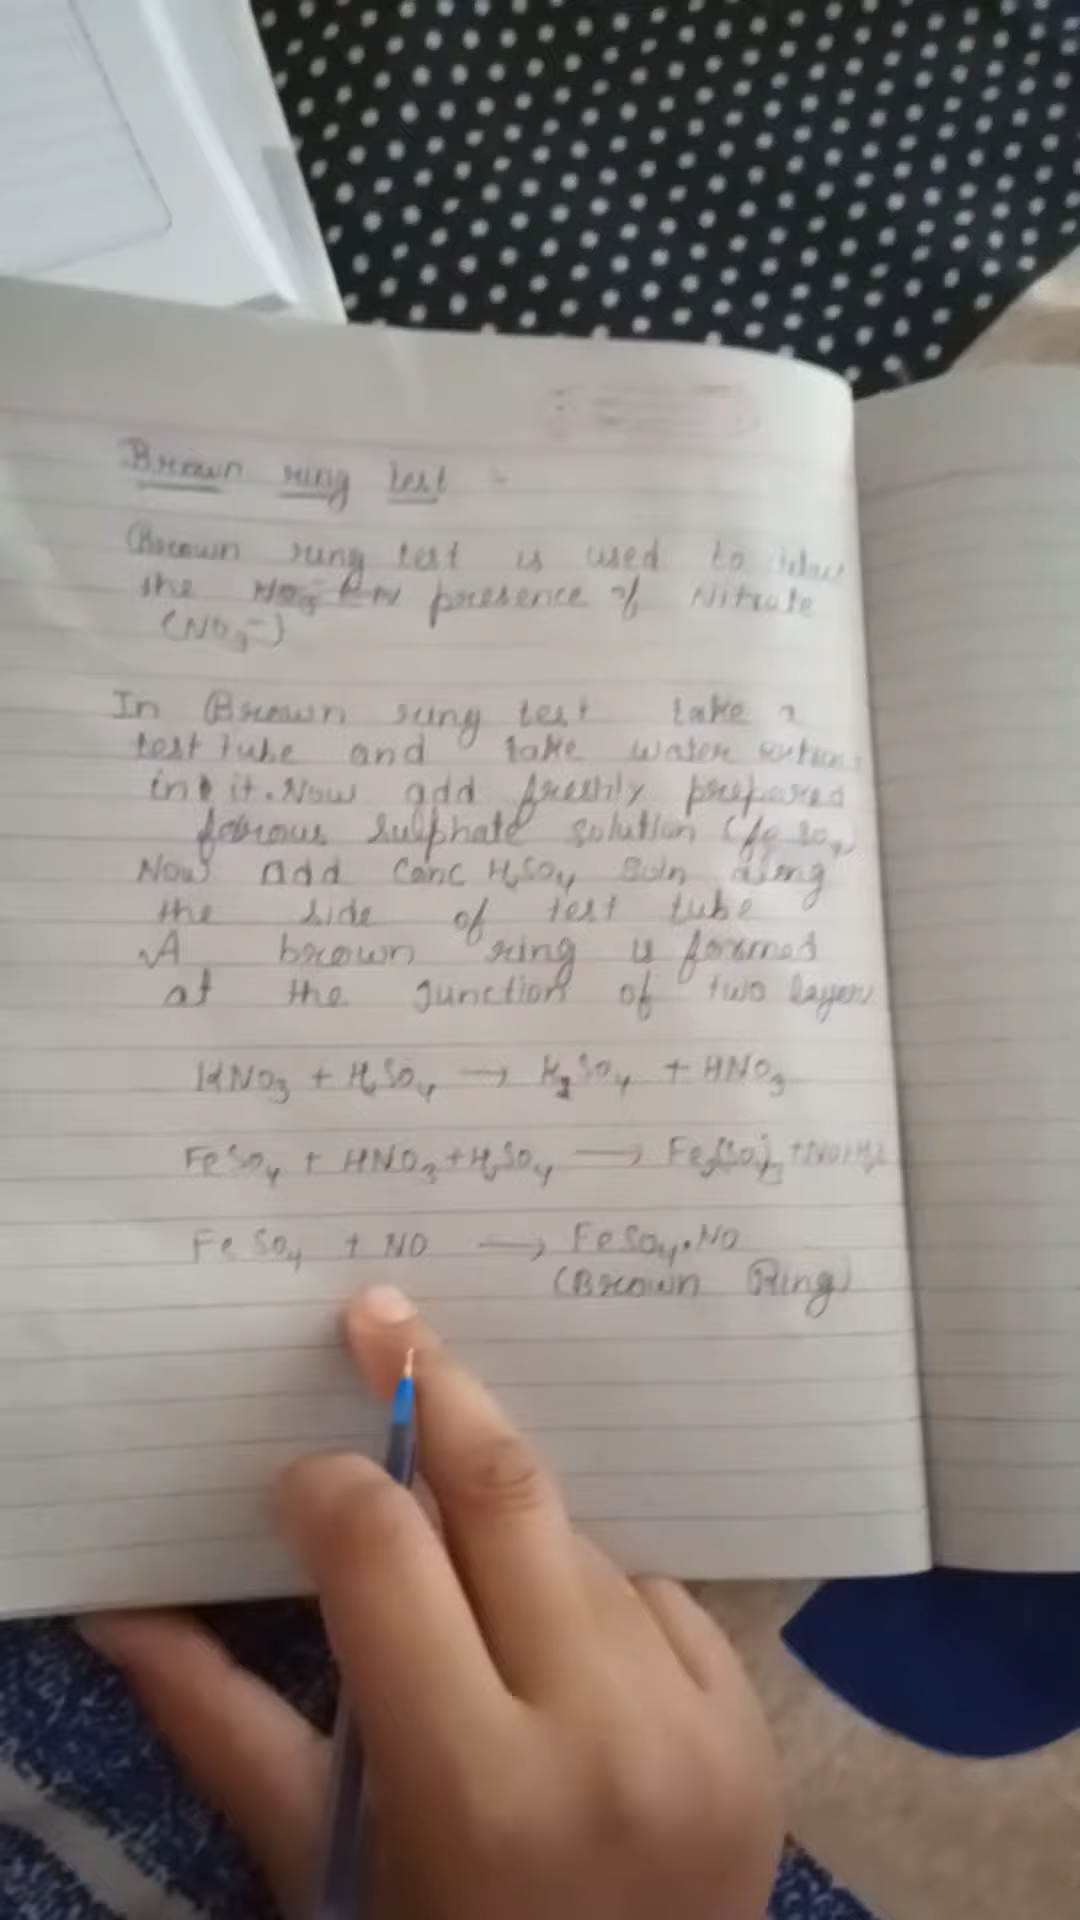 Brown ring test :-
Brown ring test is used to
the NO3- presence of Nitrate
(NO3-)
In Brown ring test take a
test tube and take water
in it. Now add freshly prepared
ferrous sulphate solution (FeSO4
Now add Conc H2SO4 Soln along
the side of test tube
A brown ring is formed
at the junction of two layers
KNO3 + H2SO4 → K2SO4 + HNO3
FeSO4 + HNO3 + H2SO4 → Fe2(SO4)3 + NO + H2O
FeSO4 + NO → FeSO4.NO
(Brown Ring)